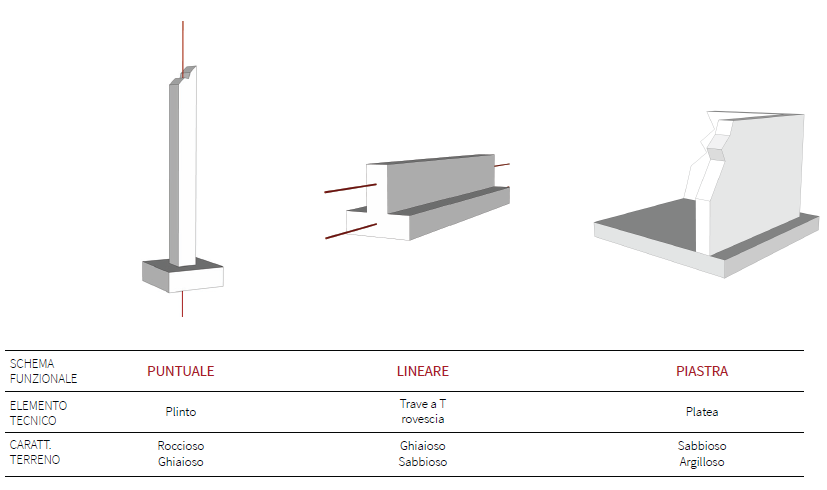 SCHEMA
FUNZIONALE
PUNTUALE
LINEARE
PIASTRA
ELEMENTO
TECNICO
Plinto
Trave a T
rovescia
Platea
CARATT.
TERRENO
Roccioso
Ghiaioso
Ghiaioso
Sabbioso
Sabbioso
Argilloso